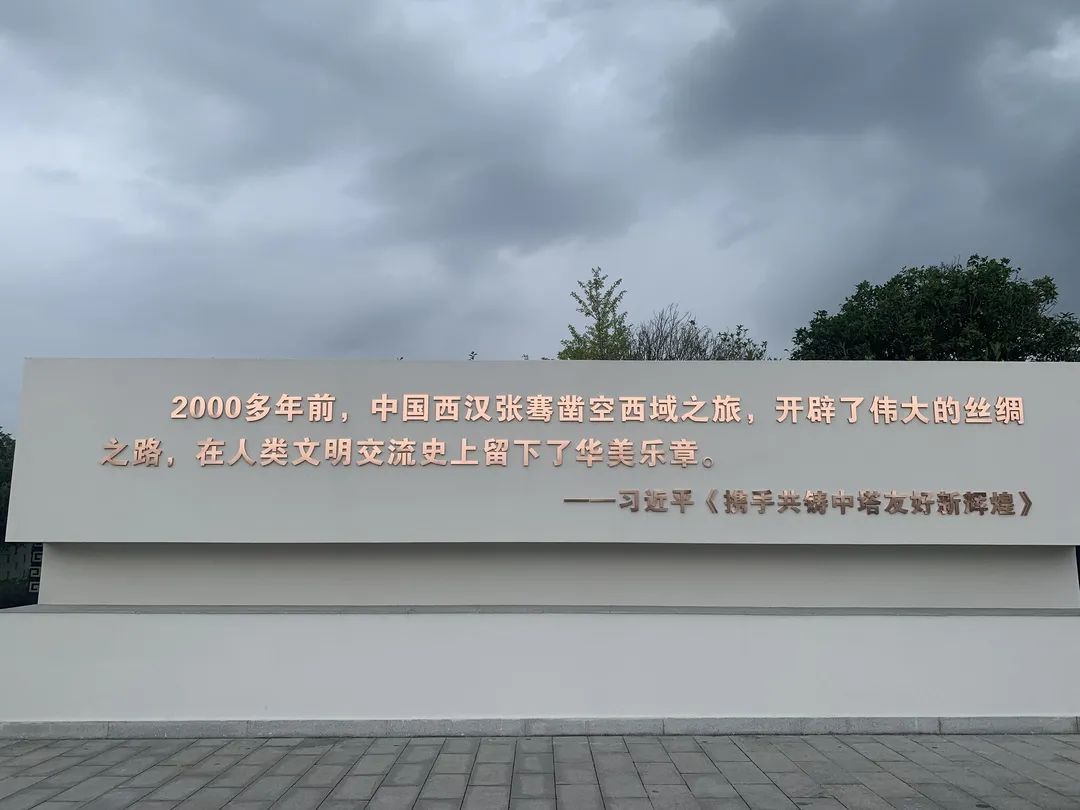 2000多年前，中国西汉张骞凿空西域之旅，开辟了伟大的丝绸
之路，在人类文明交流史上留下了华美乐章。
——习近平《携手共铸中塔友好新辉煌》